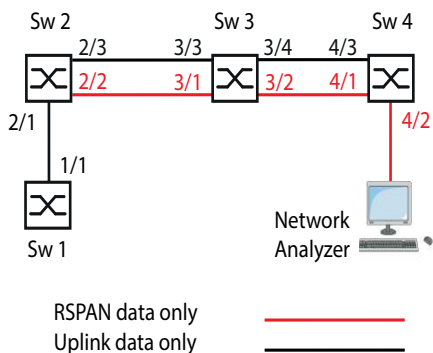 Sw 2
Sw 3
Sw 4
2/3
3/3
3/4
4/3
2/2
3/1
3/2
4/1
2/1
4/2
1/1
Sw 1
Network
Analyzer
RSPAN data only
Uplink data only